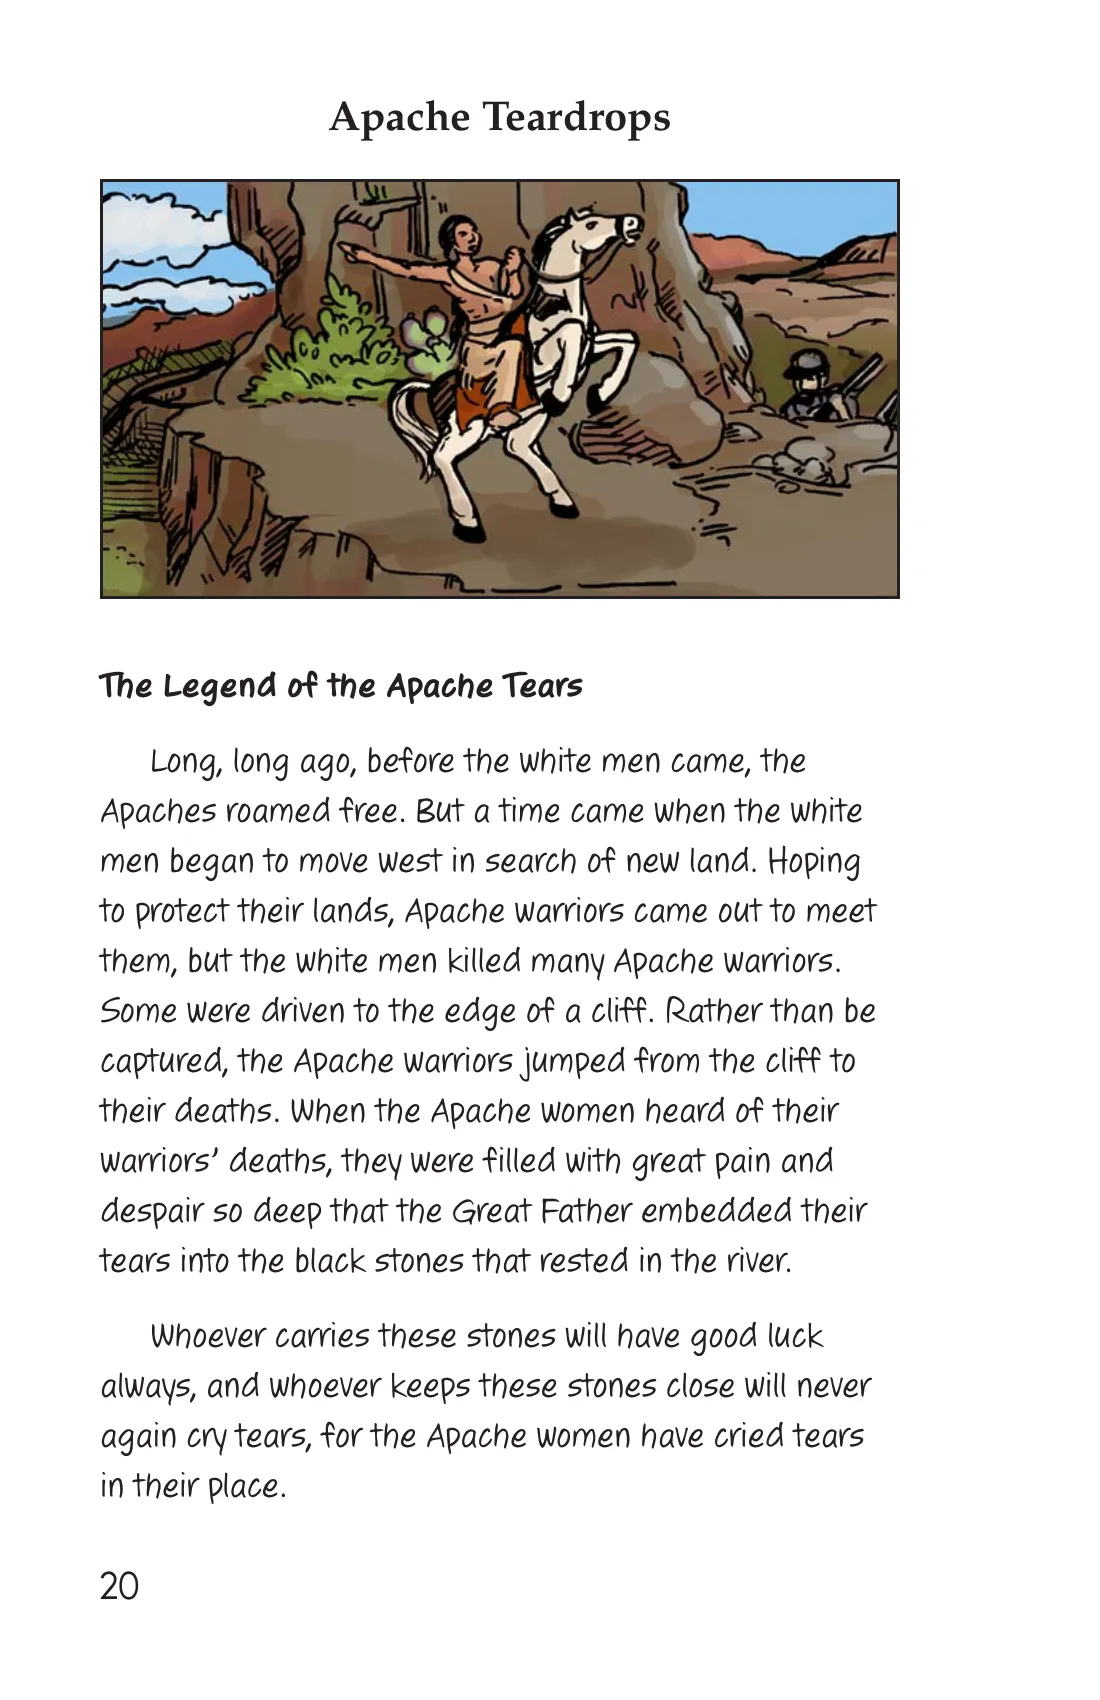 Apache Teardrops
The Legend of the Apache Tears
Long, long ago, before the white men came, the
Apaches roamed free. But a time came when the white
men began to move west in search of new land. Hoping
to protect their lands, Apache warriors came out to meet
them, but the white men killed many Apache warriors.
Some were driven to the edge of a cliff. Rather than be
captured, the Apache warriors jumped from the cliff to
their deaths. When the Apache women heard of their
warriors' deaths, they were filled with great pain and
despair so deep that the Great Father embedded their
tears into the black stones that rested in the river.
Whoever carries these stones will have good luck
always, and whoever keeps these stones close will never
again cry tears, for the Apache women have cried tears
in their place.
20